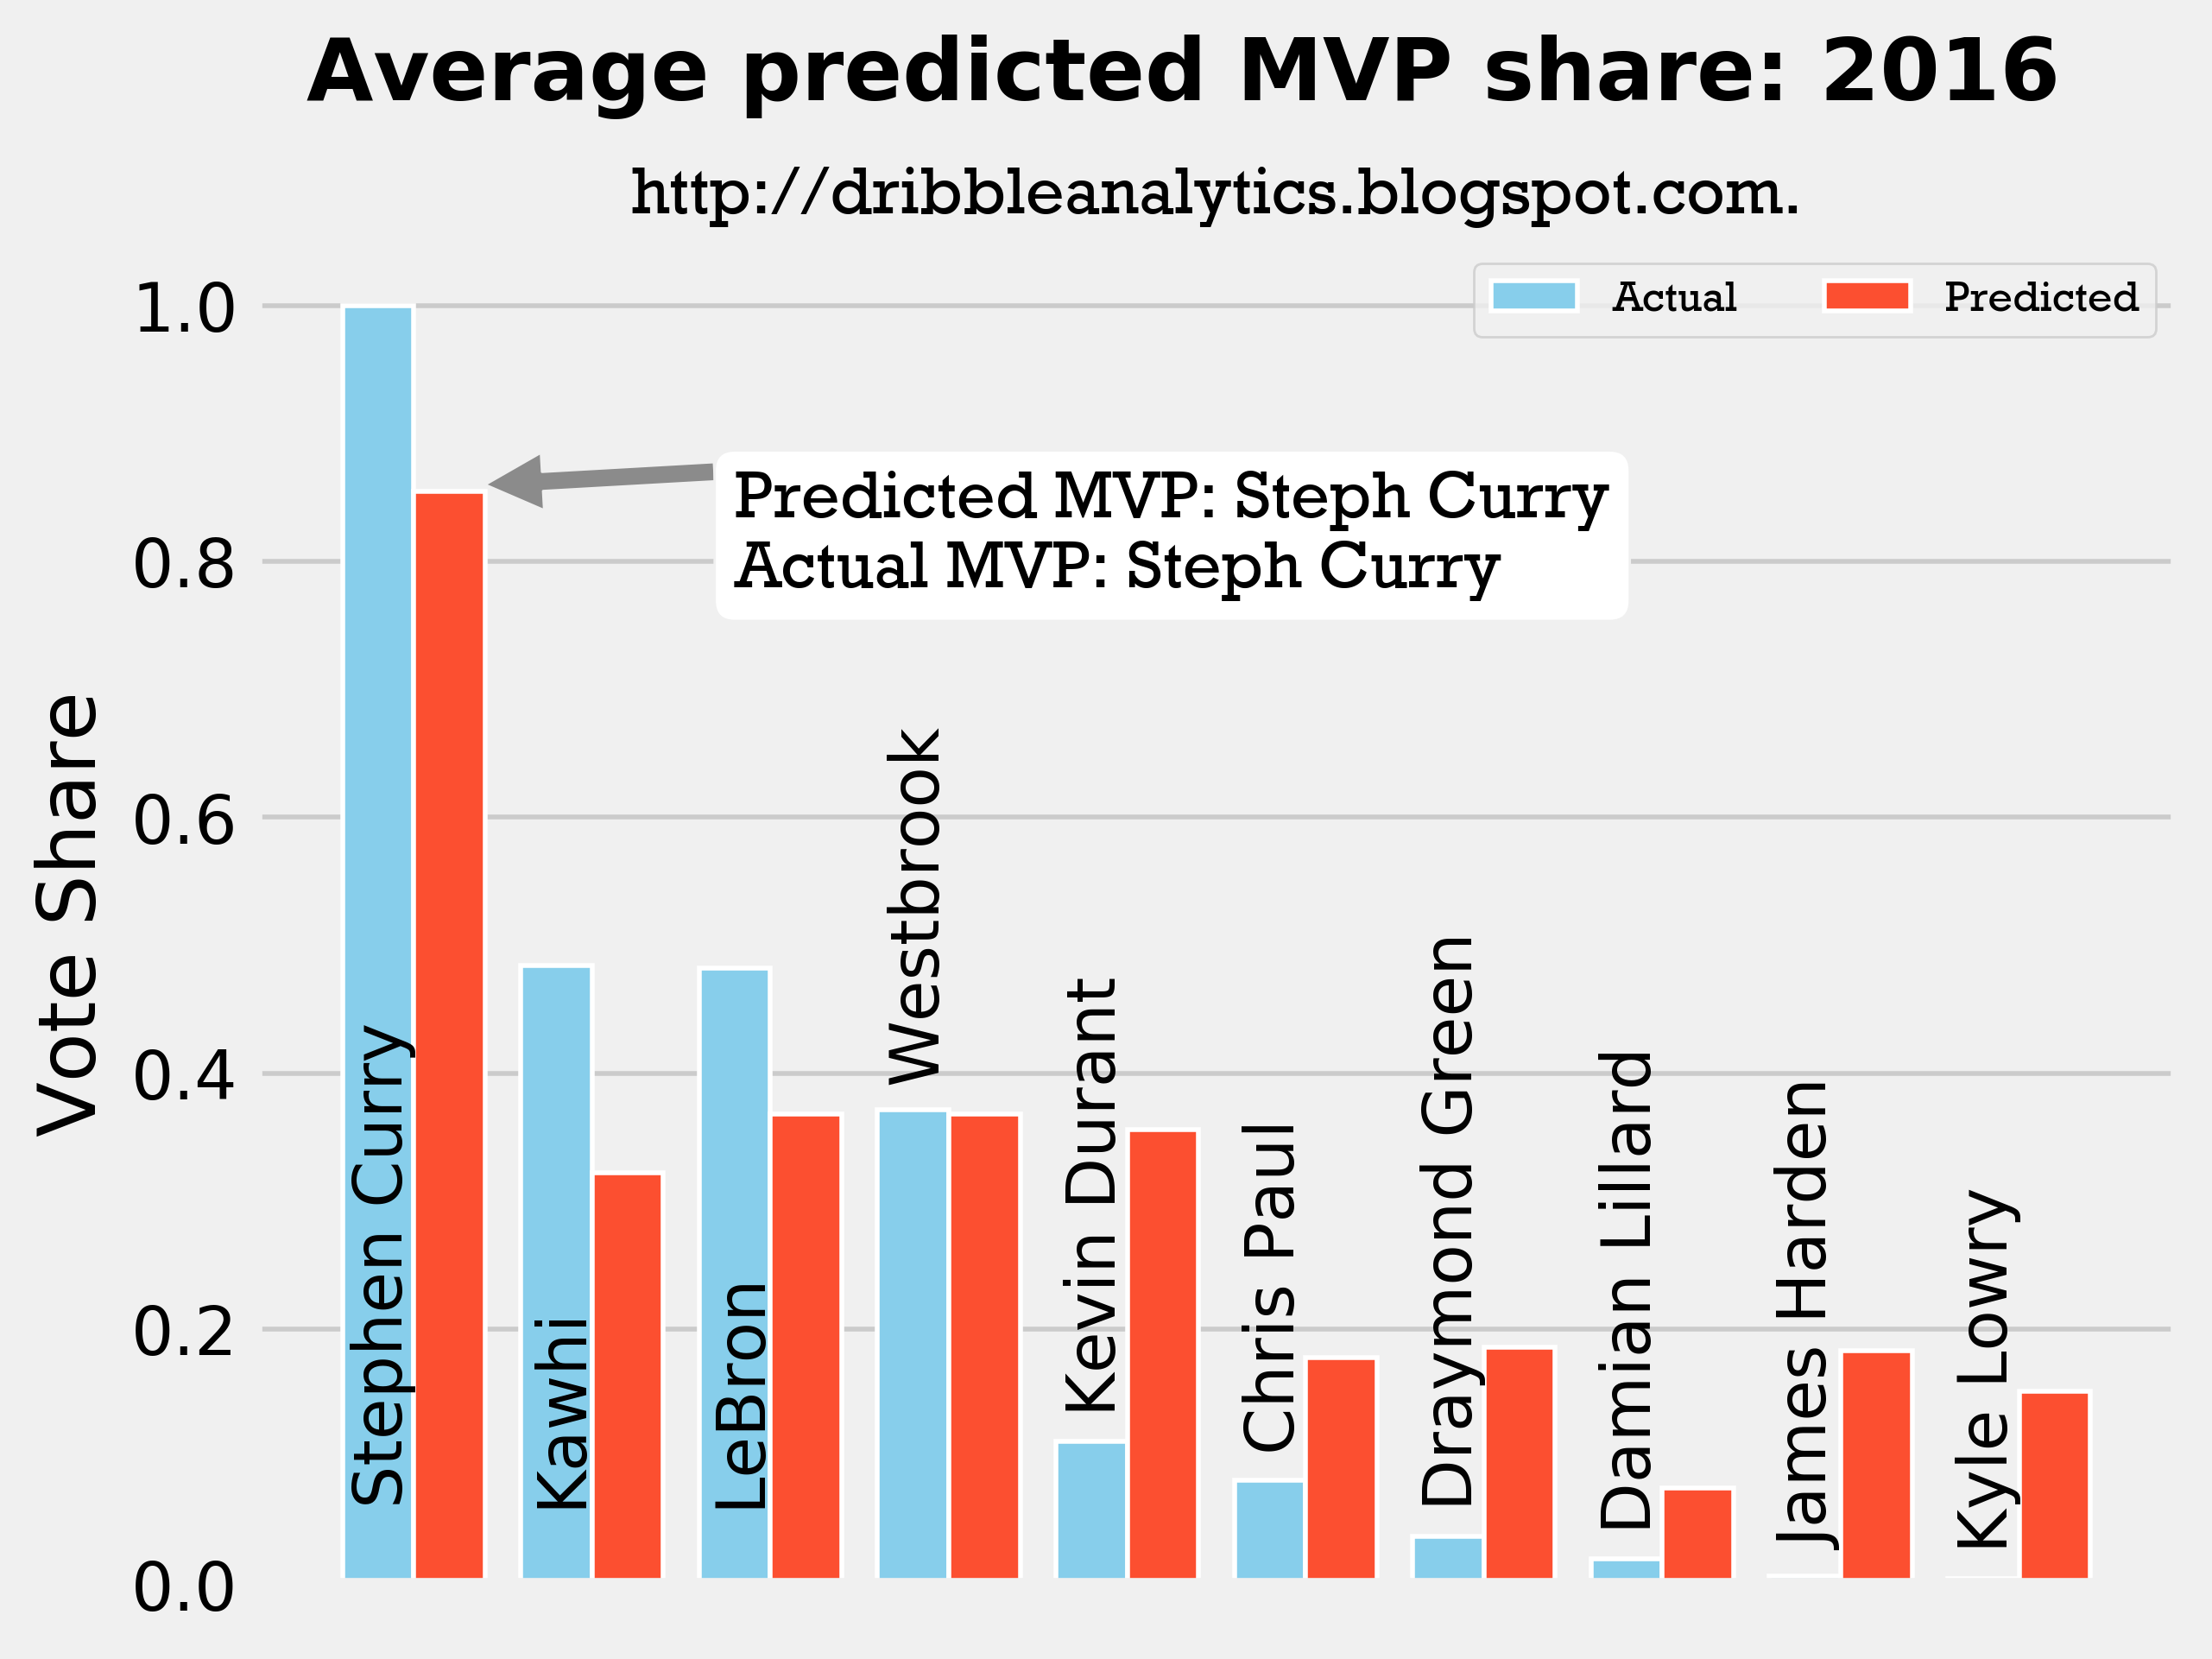 Average predicted MVP share: 2016
http://dribbleanalytics.blogspot.com.
Actual
Predicted
Predicted MVP: Steph Curry
Actual MVP: Steph Curry
Vote Share
1.0
0.8
0.6
0.4
0.2
0.0
Stephen Curry
Kawhi
LeBron
Westbrook
Kevin Durant
Chris Paul
Draymond Green
Damian Lillard
James Harden
Kyle Lowry